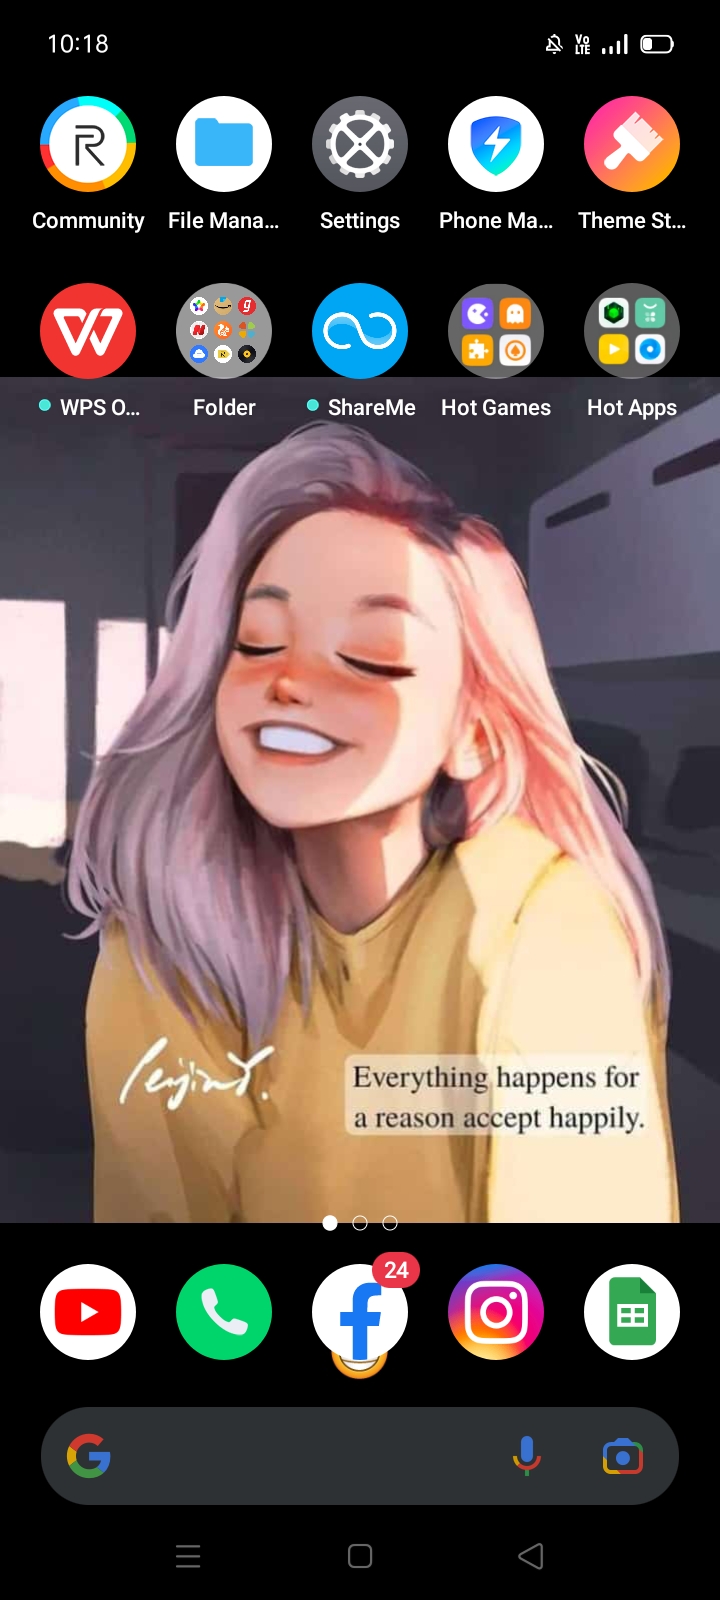 10:18
Vo
LTE
Community File Mana... Settings Phone Ma... Theme St...
WPS O... Folder ShareMe Hot Games Hot Apps
Everything happens for
a reason accept happily.
24